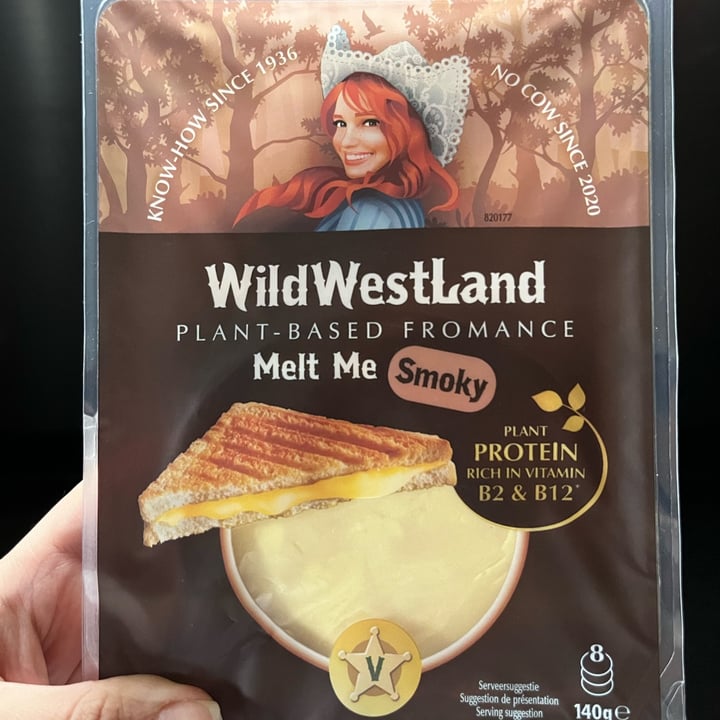 KNOW-HOW SINCE 1936
NO COW SINCE 2020
820177
WildWestLand
PLANT-BASED FROMANCE
Melt Me Smoky
PLANT
PROTEIN
RICH IN VITAMIN
B2 & B12*
V
8
Serveersuggestie
Suggestion de présentation
Serving suggestion
140g℮